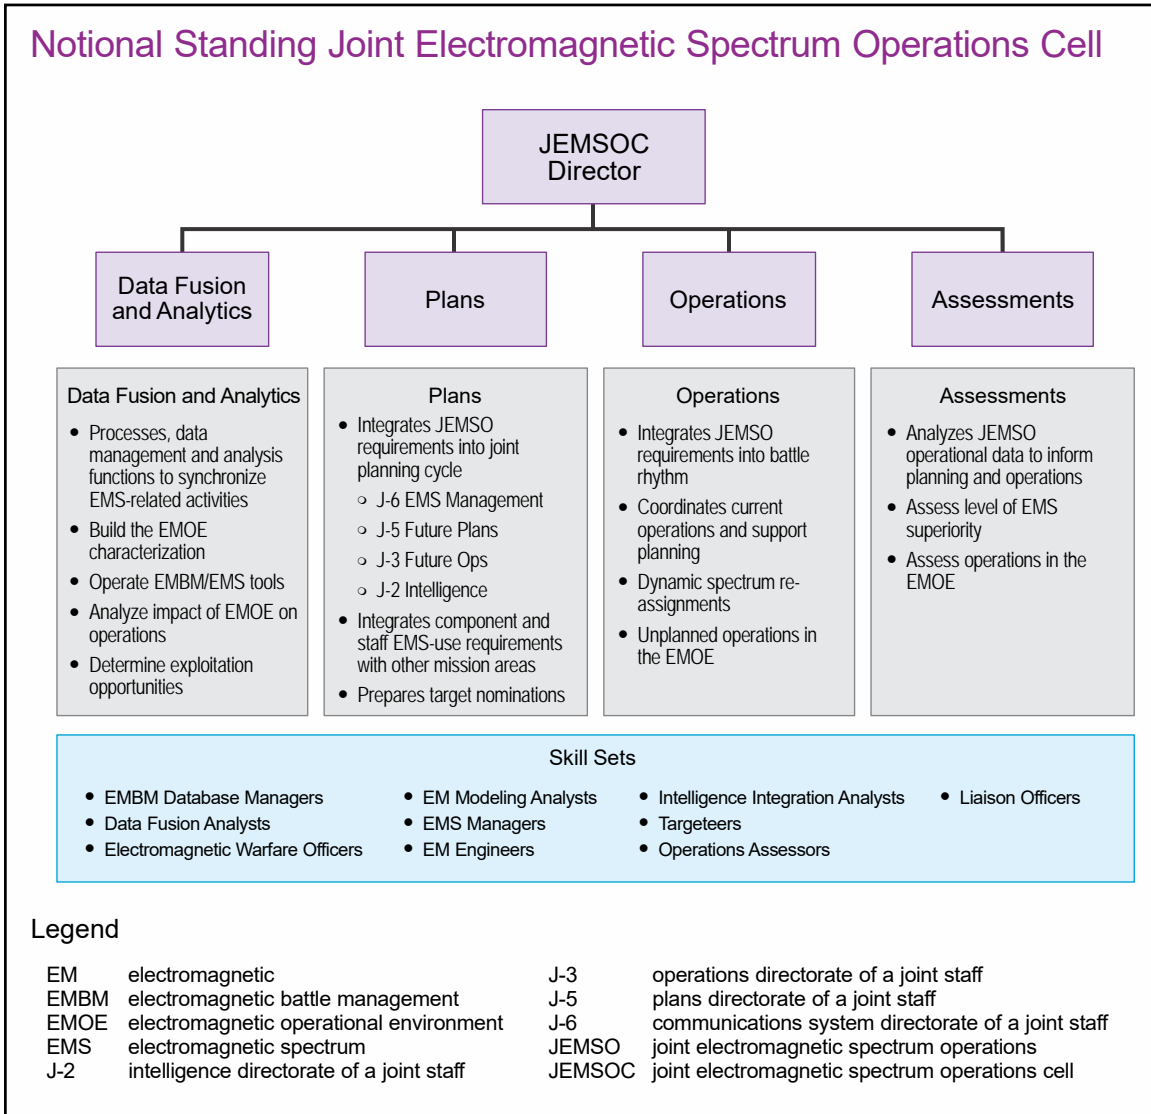 Notional Standing Joint Electromagnetic Spectrum Operations Cell
JEMSOC
Director
Data Fusion
and Analytics
Plans
Operations
Assessments
Data Fusion and Analytics
• Processes, data
management and analysis
functions to synchronize
EMS-related activities
• Build the EMOE
characterization
• Operate EMBM/EMS tools
• Analyze impact of EMOE on
operations
• Determine exploitation
opportunities
Plans
• Integrates JEMSO
requirements into joint
planning cycle
○ J-6 EMS Management
○ J-5 Future Plans
○ J-3 Future Ops
○ J-2 Intelligence
• Integrates component and
staff EMS-use requirements
with other mission areas
• Prepares target nominations
Operations
• Integrates JEMSO
requirements into battle
rhythm
• Coordinates current
operations and support
planning
• Dynamic spectrum re-
assignments
• Unplanned operations in
the EMOE
Assessments
• Analyzes JEMSO
operational data to inform
planning and operations
• Assess level of EMS
superiority
• Assess operations in the
EMOE
Skill Sets
• EMBM Database Managers
• Data Fusion Analysts
• Electromagnetic Warfare Officers
• EM Modeling Analysts
• EMS Managers
• EM Engineers
• Intelligence Integration Analysts
• Targeteers
• Operations Assessors
• Liaison Officers
Legend
EM electromagnetic
EMBM electromagnetic battle management
EMOE electromagnetic operational environment
EMS electromagnetic spectrum
J-2 intelligence directorate of a joint staff
J-3 operations directorate of a joint staff
J-5 plans directorate of a joint staff
J-6 communications system directorate of a joint staff
JEMSO joint electromagnetic spectrum operations
JEMSOC joint electromagnetic spectrum operations cell